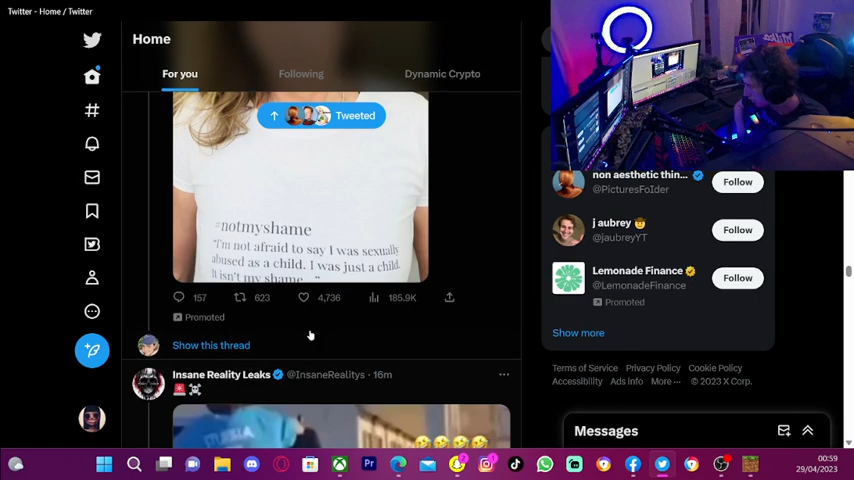 Twitter - Home / Twitter
Home
For you
Following
Dynamic Crypto
Tweeted
#notmyshame
"I'm not afraid to say I was sexually
abused as a child. I was just a child.
It isn't my shame..."
157
623
4,736
185.9K
Promoted
Show this thread
Insane Reality Leaks @InsaneRealitys · 16m
non aesthetic thin...
@PicturesFoIder
Follow
j aubrey
@jaubreyYT
Follow
Lemonade Finance
@LemonadeFinance
Promoted
Follow
Show more
Terms of Service Privacy Policy Cookie Policy
Accessibility Ads info More ··· © 2023 X Corp.
Messages
00:59
29/04/2023